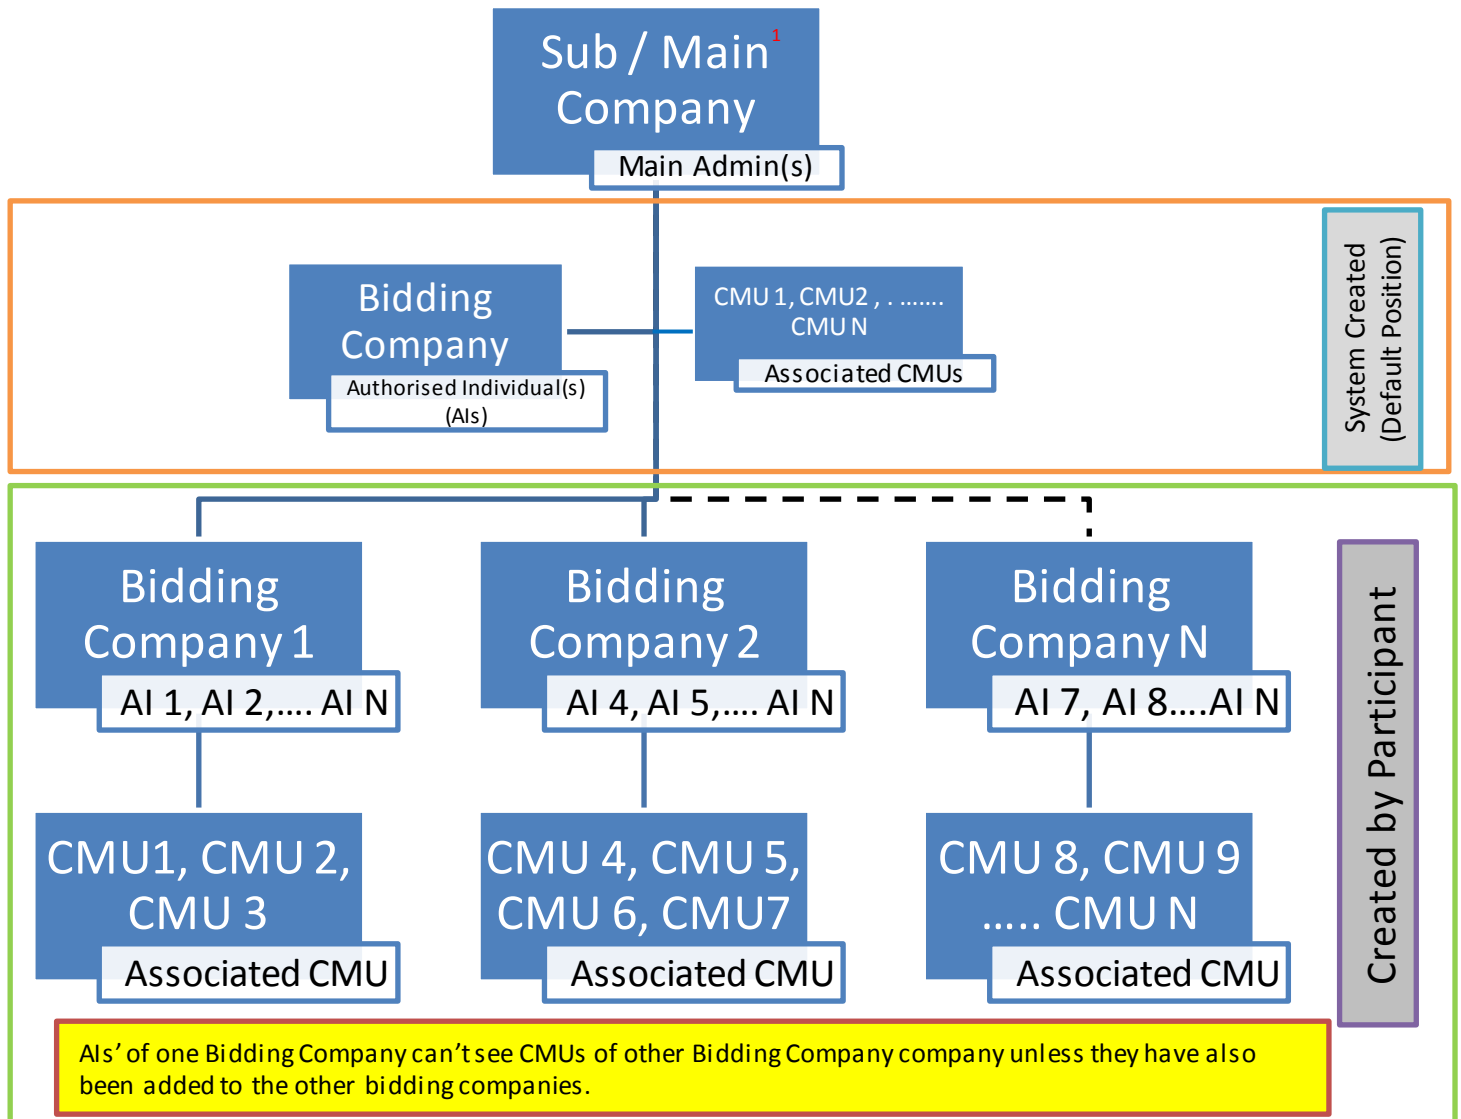 Sub / Main1
Company
Main Admin(s)
Bidding
Company
Authorised Individual(s)
(AIs)
CMU 1, CMU2 , . …….
CMU N
Associated CMUs
System Created
(Default Position)
Bidding
Company 1
AI 1, AI 2,…. AI N
Bidding
Company 2
AI 4, AI 5,…. AI N
Bidding
Company N
AI 7, AI 8….AI N
CMU1, CMU 2,
CMU 3
Associated CMU
CMU 4, CMU 5,
CMU 6, CMU7
Associated CMU
CMU 8, CMU 9
….. CMU N
Associated CMU
Created by Participant
AIs’ of one Bidding Company can’t see CMUs of other Bidding Company company unless they have also
been added to the other bidding companies.